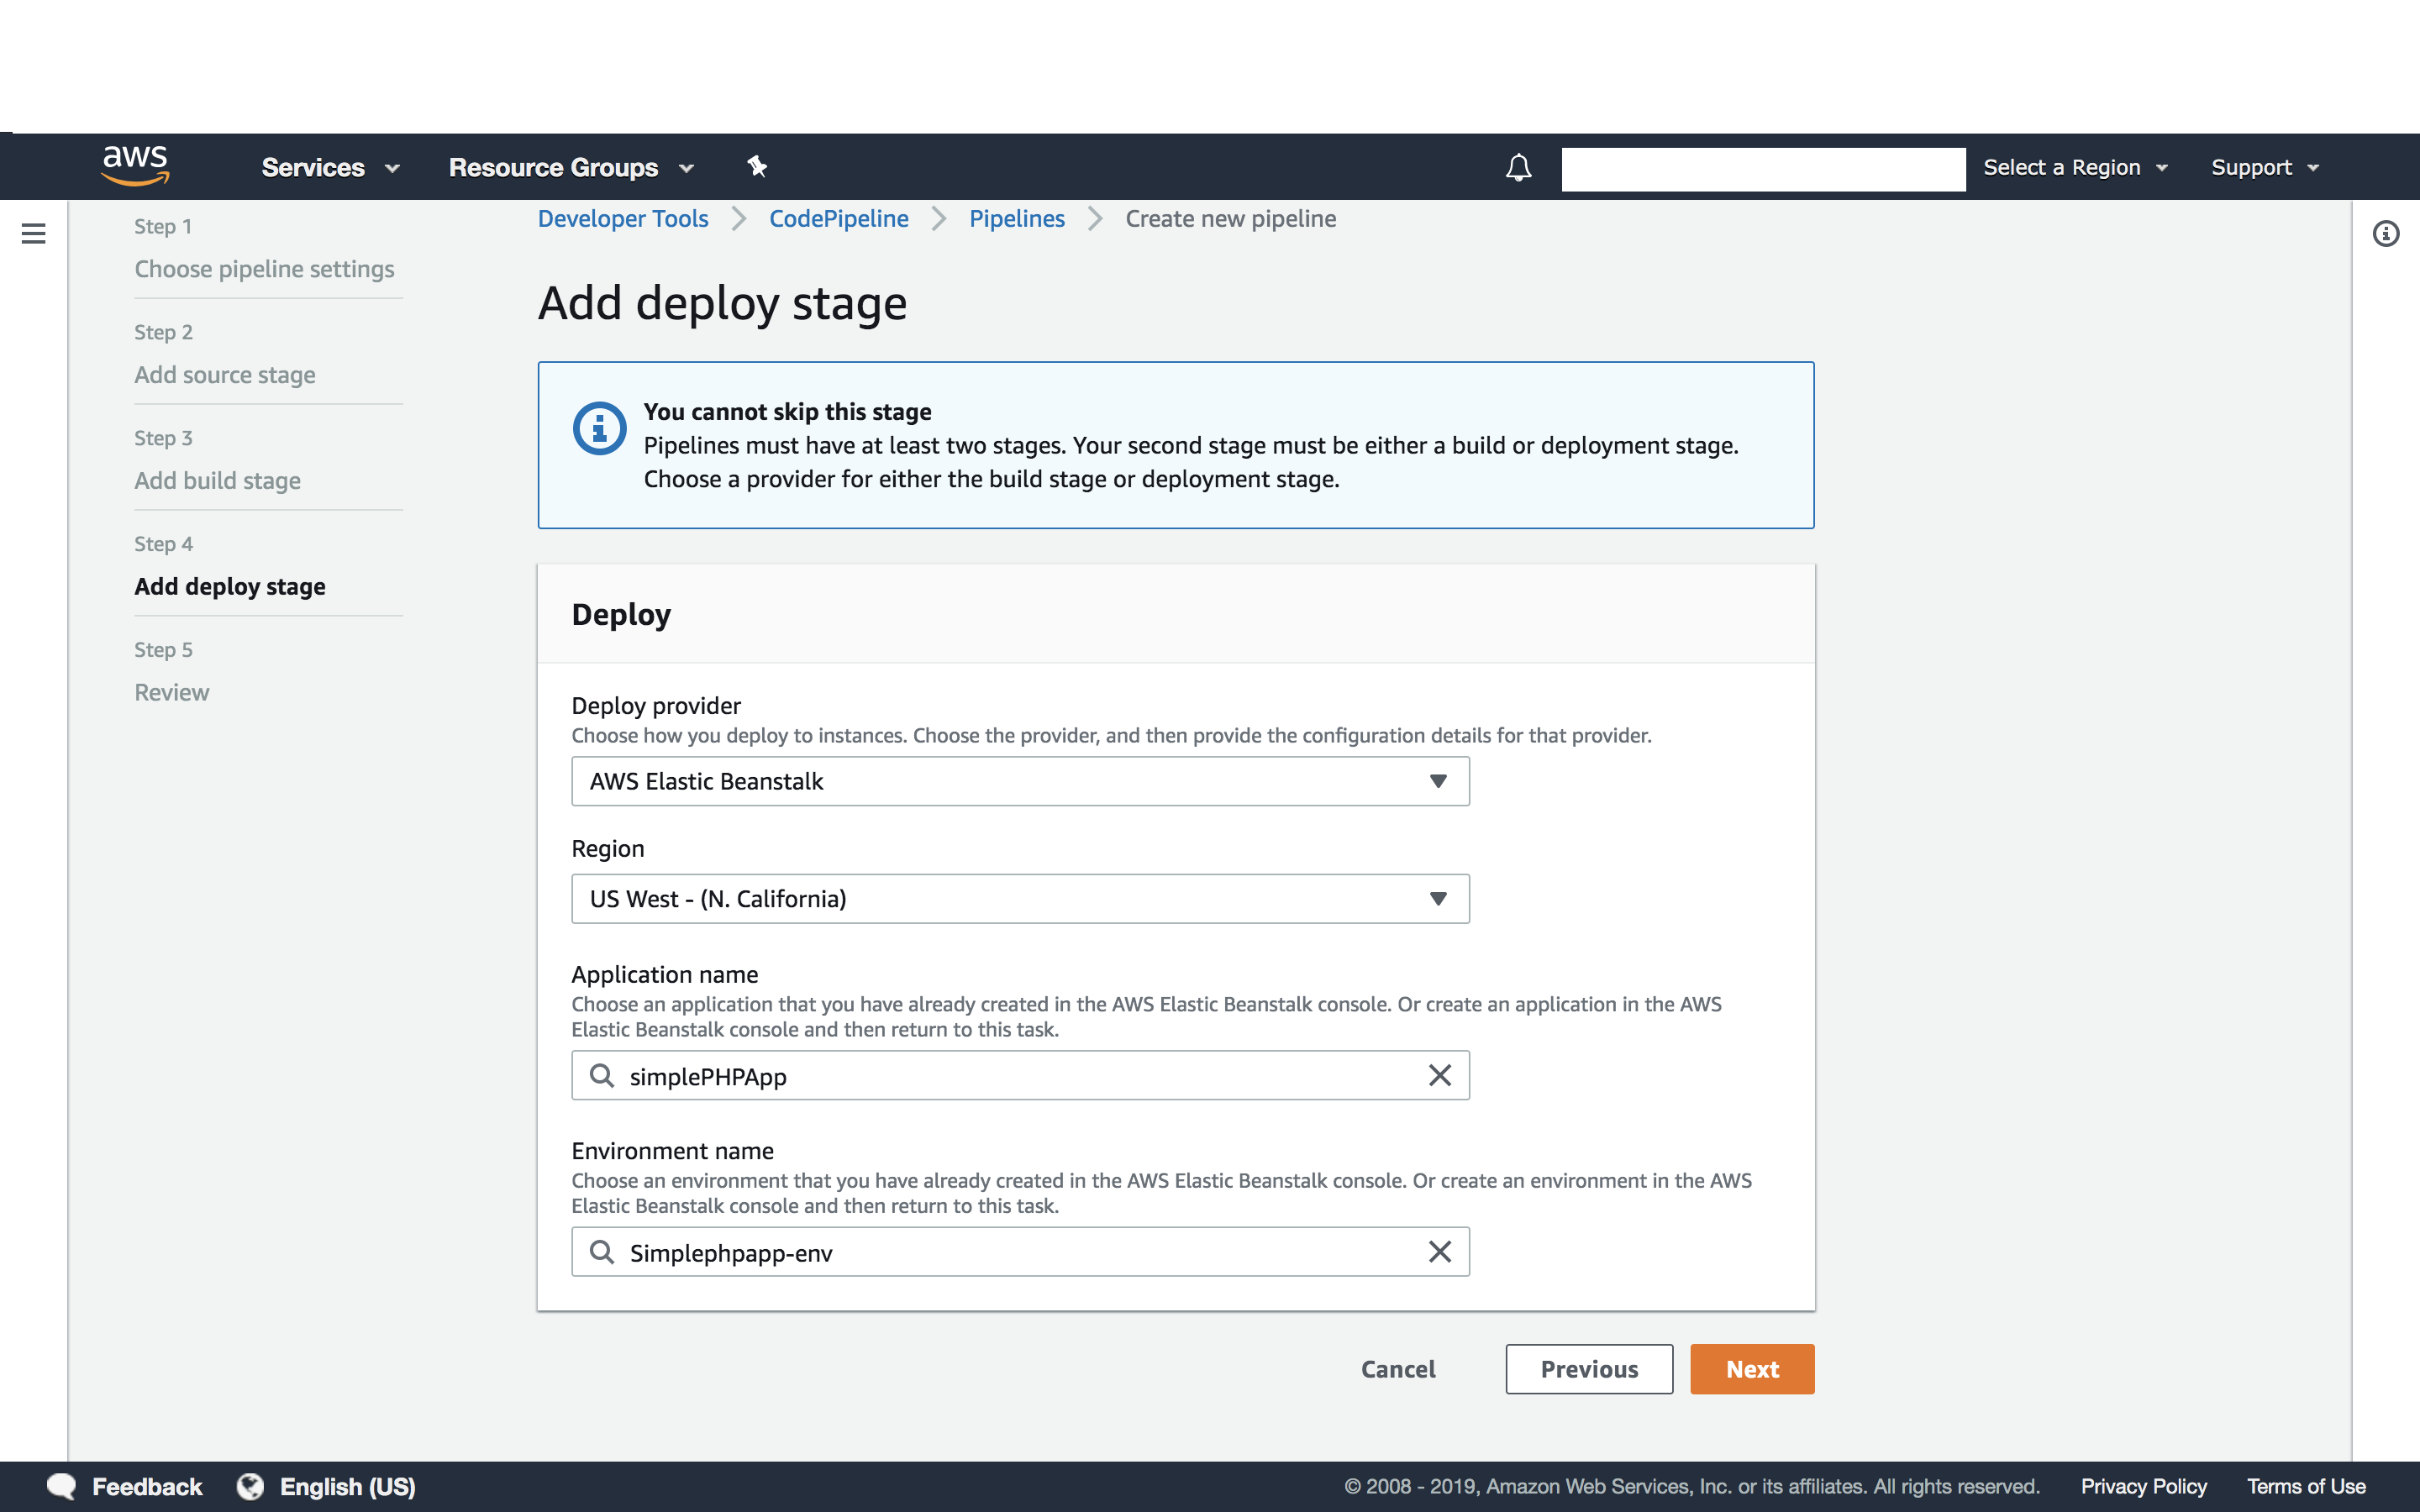 aws
Services
Resource Groups
Select a Region
Support
Step 1
Choose pipeline settings
Step 2
Add source stage
Step 3
Add build stage
Step 4
Add deploy stage
Step 5
Review
Developer Tools
CodePipeline
Pipelines
Create new pipeline
Add deploy stage
You cannot skip this stage
Pipelines must have at least two stages. Your second stage must be either a build or deployment stage.
Choose a provider for either the build stage or deployment stage.
Deploy
Deploy provider
Choose how you deploy to instances. Choose the provider, and then provide the configuration details for that provider.
AWS Elastic Beanstalk
Region
US West - (N. California)
Application name
Choose an application that you have already created in the AWS Elastic Beanstalk console. Or create an application in the AWS
Elastic Beanstalk console and then return to this task.
simplePHPApp
Environment name
Choose an environment that you have already created in the AWS Elastic Beanstalk console. Or create an environment in the AWS
Elastic Beanstalk console and then return to this task.
Simplephpapp-env
Cancel
Previous
Next
Feedback
English (US)
© 2008 - 2019, Amazon Web Services, Inc. or its affiliates. All rights reserved.
Privacy Policy
Terms of Use